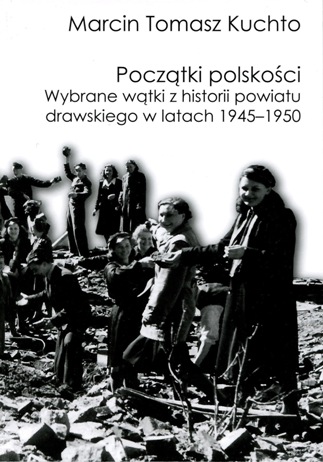 Marcin Tomasz Kuchto
Początki polskości
Wybrane wątki z historii powiatu
drawskiego w latach 1945–1950